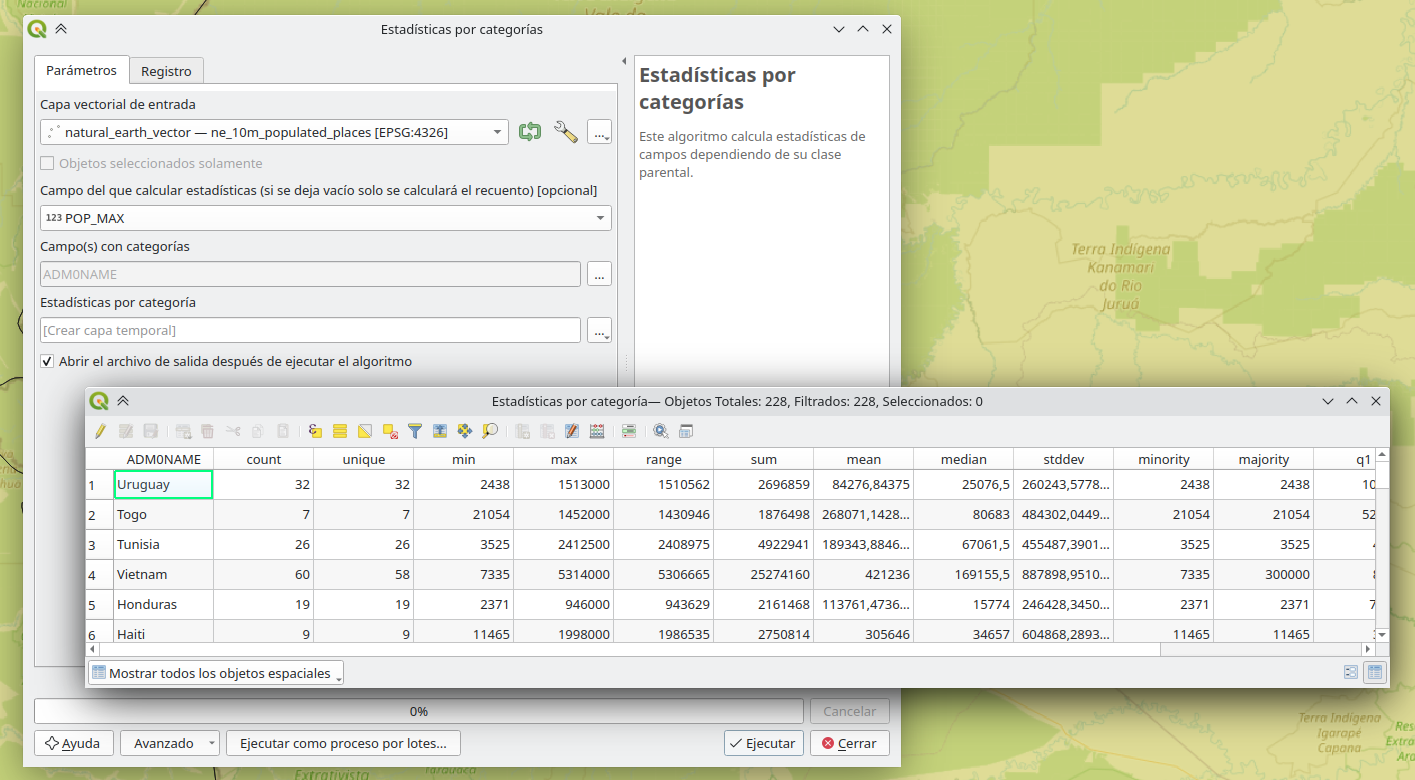 Nacional
Vale do
Estadísticas por categorías
Parámetros
Registro
Capa vectorial de entrada
natural_earth_vector — ne_10m_populated_places [EPSG:4326]
...
Objetos seleccionados solamente
Campo del que calcular estadísticas (si se deja vacío solo se calculará el recuento) [opcional]
123 POP_MAX
Campo(s) con categorías
ADM0NAME
...
Estadísticas por categoría
[Crear capa temporal]
...
Abrir el archivo de salida después de ejecutar el algoritmo
Estadísticas por
categorías
Este algoritmo calcula estadísticas de
campos dependiendo de su clase
parental.
Terra Indígena
Kanamari
do Rio
Juruá
Estadísticas por categoría— Objetos Totales: 228, Filtrados: 228, Seleccionados: 0
ADM0NAME count unique min max range sum mean median stddev minority majority q1
1 Uruguay 32 32 2438 1513000 1510562 2696859 84276,84375 25076,5 260243,5778... 2438 2438 10
2 Togo 7 7 21054 1452000 1430946 1876498 268071,1428... 80683 484302,0449... 21054 21054 52
3 Tunisia 26 26 3525 2412500 2408975 4922941 189343,8846... 67061,5 455487,3901... 3525 3525
4 Vietnam 60 58 7335 5314000 5306665 25274160 421236 169155,5 887898,9510... 7335 300000
5 Honduras 19 19 2371 946000 943629 2161468 113761,4736... 15774 246428,3450... 2371 2371 7
6 Haiti 9 9 11465 1998000 1986535 2750814 305646 34657 604868,2893... 11465 11465
Mostrar todos los objetos espaciales
0%
Cancelar
Ayuda
Avanzado
Ejecutar como proceso por lotes...
Ejecutar
Cerrar
Terra Indígena
Igarapé
Capana
Extrativista